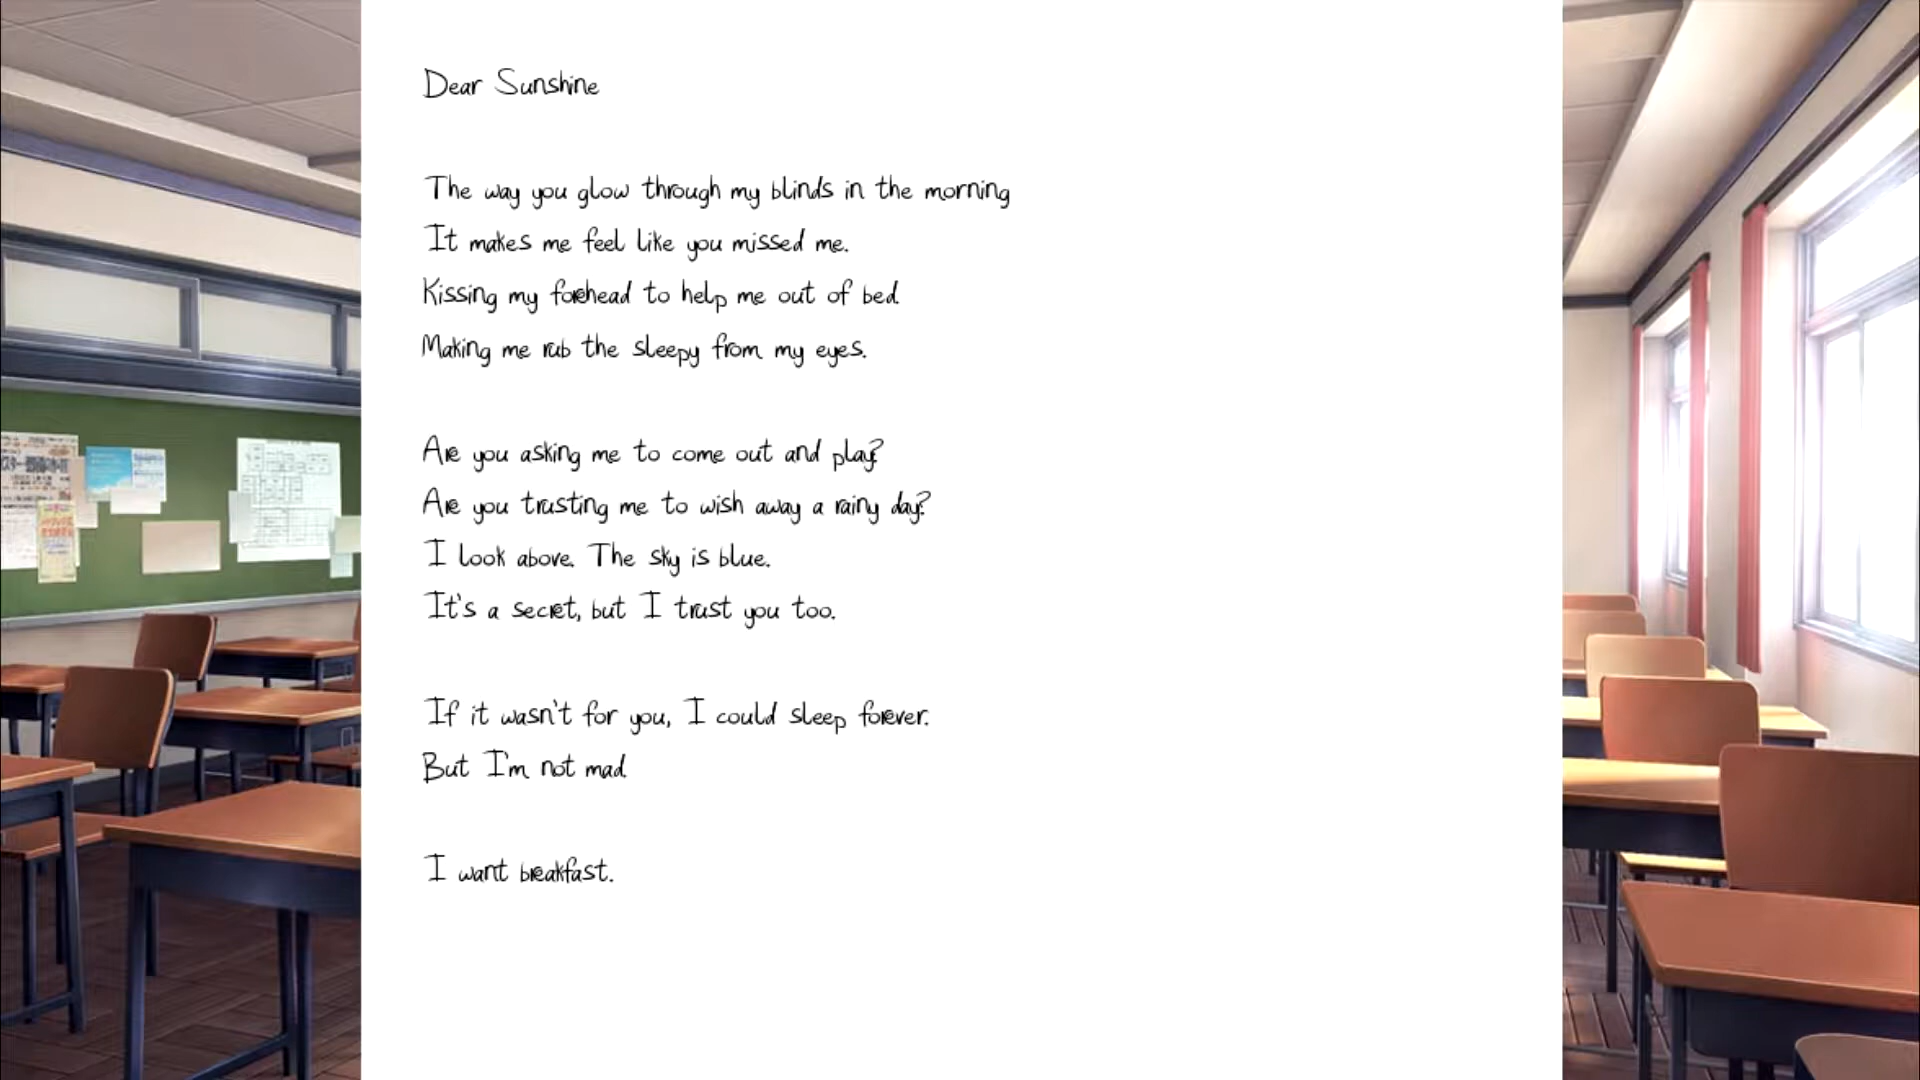 Dear Sunshine
The way you glow through my blinds in the morning
It makes me feel like you missed me.
Kissing my forehead to help me out of bed.
Making me rub the sleepy from my eyes.
Are you asking me to come out and play?
Are you trusting me to wish away a rainy day?
I look above. The sky is blue.
It's a secret, but I trust you too.
If it wasn't for you, I could sleep forever.
But I'm not mad.
I want breakfast.